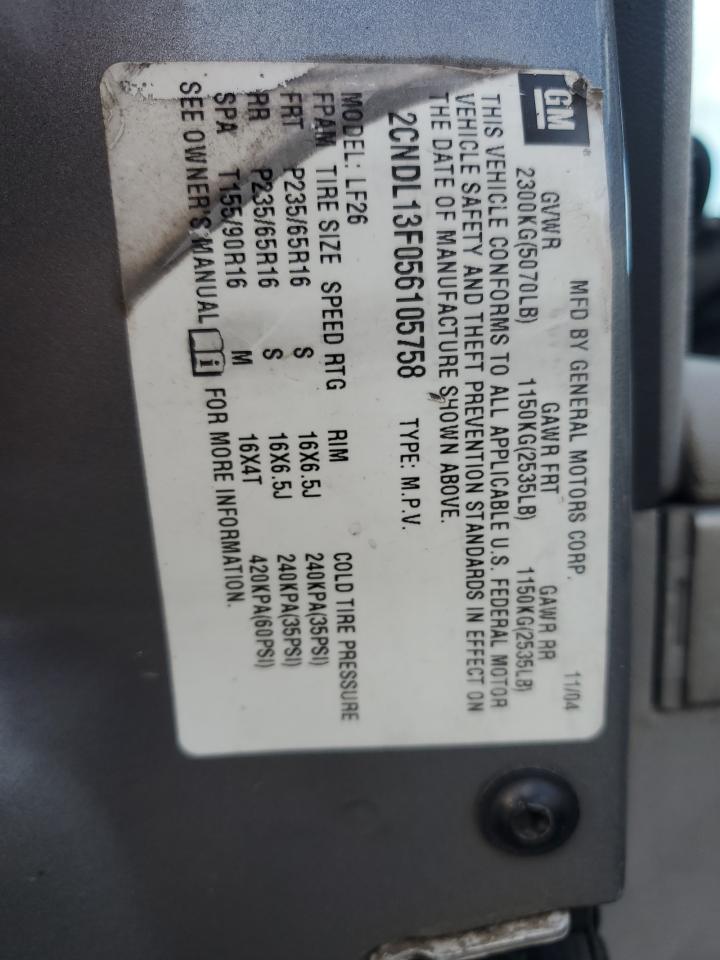 GM
MFD BY GENERAL MOTORS CORP. 11/04
GVWR GAWR FRT GAWR RR
2300KG(5070LB) 1150KG(2535LB) 1150KG(2535LB)
THIS VEHICLE CONFORMS TO ALL APPLICABLE U.S. FEDERAL MOTOR
VEHICLE SAFETY AND THEFT PREVENTION STANDARDS IN EFFECT ON
THE DATE OF MANUFACTURE SHOWN ABOVE.
2CNDL13F056105758 TYPE: M.P.V.
MODEL: LF26
FPAM TIRE SIZE SPEED RTG RIM COLD TIRE PRESSURE
FRT P235/65R16 S 16X6.5J 240KPA(35PSI)
RR P235/65R16 S 16X6.5J 240KPA(35PSI)
SPA T155/90R16 M 16X4T 420KPA(60PSI)
SEE OWNER'S MANUAL i FOR MORE INFORMATION.